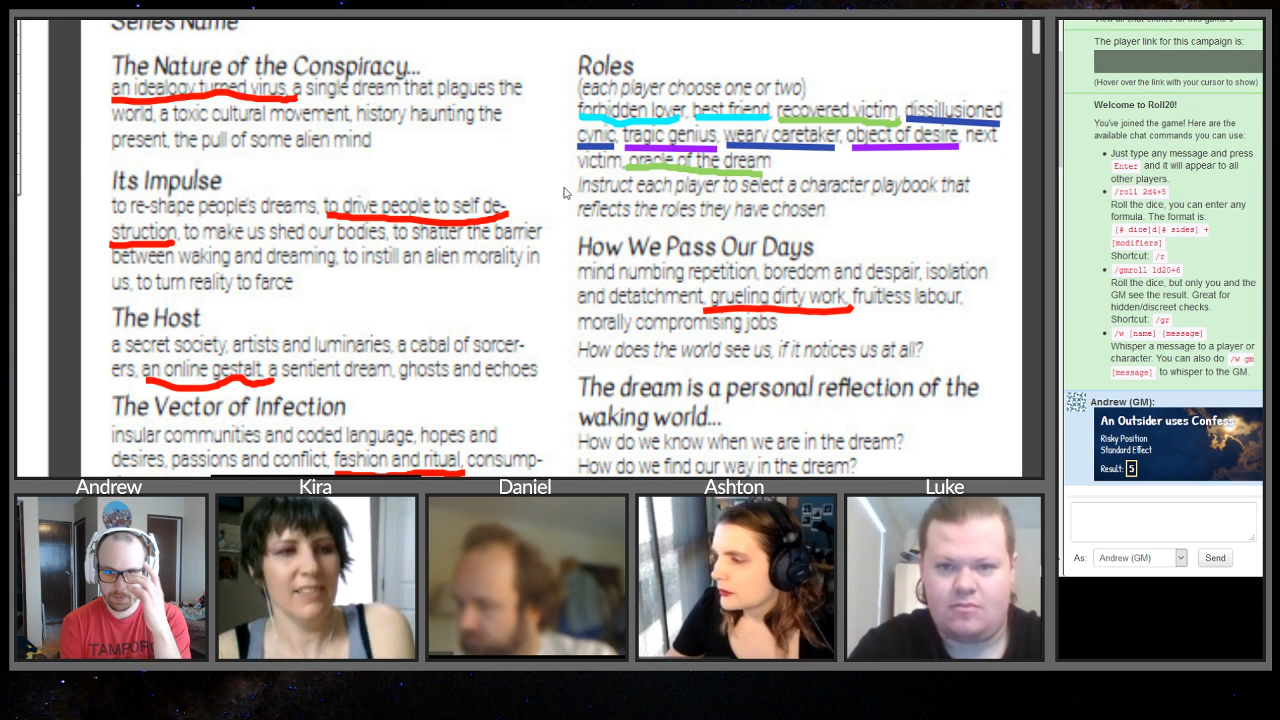 Series Name
The Nature of the Conspiracy...
an idealogy turned virus, a single dream that plagues the
world, a toxic cultural movement, history haunting the
present, the pull of some alien mind
Its Impulse
to re-shape people's dreams, to drive people to self de-
struction, to make us shed our bodies, to shatter the barrier
between waking and dreaming, to instill an alien morality in
us, to turn reality to farce
The Host
a secret society, artists and luminaries, a cabal of sorcer-
ers, an online gestalt, a sentient dream, ghosts and echoes
The Vector of Infection
insular communities and coded language, hopes and
desires, passions and conflict, fashion and ritual, consump-
Roles
(each player choose one or two)
forbidden lover, best friend, recovered victim, dissillusioned
cynic, tragic genius, weary caretaker, object of desire, next
victim, oracle of the dream
Instruct each player to select a character playbook that
reflects the roles they have chosen
How We Pass Our Days
mind numbing repetition, boredom and despair, isolation
and detatchment, grueling dirty work, fruitless labour,
morally compromising jobs
How does the world see us, if it notices us at all?
The dream is a personal reflection of the
waking world...
How do we know when we are in the dream?
How do we find our way in the dream?
View all chat entries for this game »
The player link for this campaign is:
(Hover over the link with your cursor to show)
Welcome to Roll20!
You've joined the game! Here are the
available chat commands you can use:
Just type any message and press
Enter and it will appear to all
other players.
/roll 2d4+5
Roll the dice, you can enter any
formula. The format is:
[# dice]d[# sides] +
[modifiers]
Shortcut: /r
/gmroll 1d20+6
Roll the dice, but only you and the
GM see the result. Great for
hidden/discreet checks.
Shortcut: /gr
/w [name] [message]
Whisper a message to a player or
character. You can also do /w gm
[message] to whisper to the GM.
Andrew (GM):
An Outsider uses Confess
Risky Position
Standard Effect
Result: 5
As: Andrew (GM) Send
Andrew
Kira
Daniel
Ashton
Luke